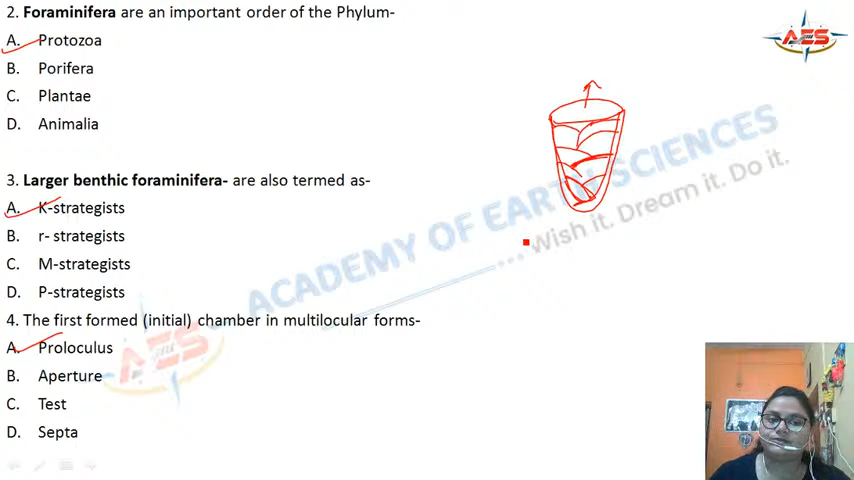 2. Foraminifera are an important order of the Phylum-
A. Protozoa
B. Porifera
C. Plantae
D. Animalia
3. Larger benthic foraminifera- are also termed as-
A. K-strategists
B. r- strategists
C. M-strategists
D. P-strategists
4. The first formed (initial) chamber in multilocular forms-
A. Proloculus
B. Aperture
C. Test
D. Septa
AES
ACADEMY OF EARTH SCIENCES
... Wish it. Dream it. Do it.
AES